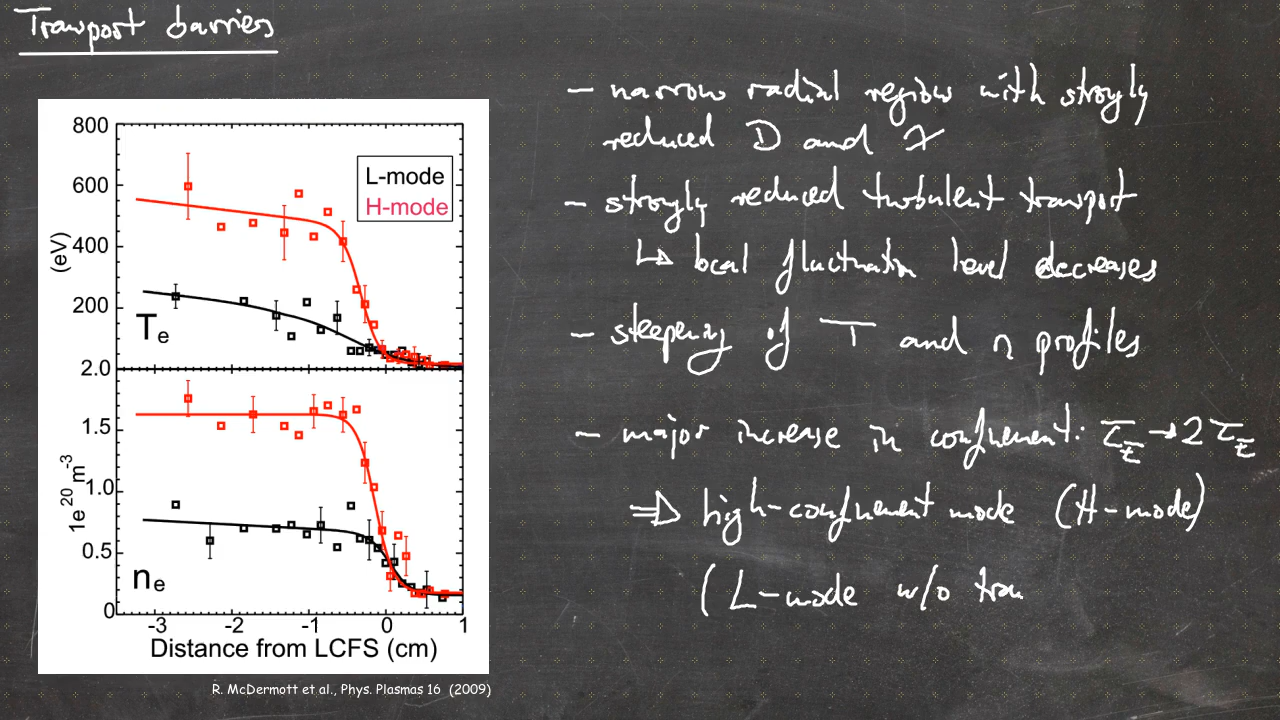 Transport barriers
800
600
400
200
2.0
1.5
1.0
0.5
0
(eV)
1e20 m-3
L-mode
H-mode
Te
ne
-3 -2 -1 0 1
Distance from LCFS (cm)
R. McDermott et al., Phys. Plasmas 16 (2009)
– narrow radial region with strongly
reduced D and χ
– strongly reduced turbulent transport
↳ local fluctuation level decreases
– steepening of T and n profiles
– major increase in confinement: τE → 2 τE
⇒ high-confinement mode (H-mode)
(L-mode w/o tran